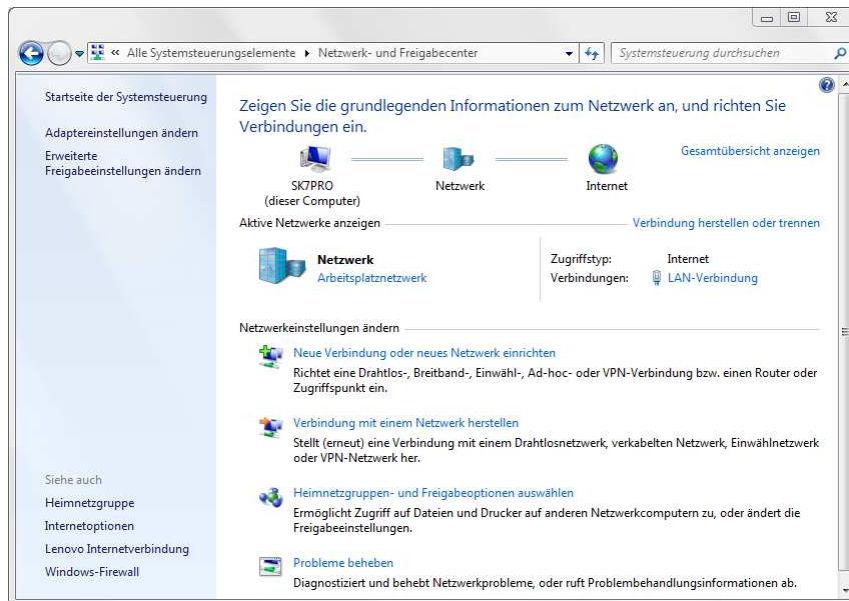 « Alle Systemsteuerungselemente ▸ Netzwerk- und Freigabecenter
Systemsteuerung durchsuchen
Startseite der Systemsteuerung
Adaptereinstellungen ändern
Erweiterte
Freigabeeinstellungen ändern
Siehe auch
Heimnetzgruppe
Internetoptionen
Lenovo Internetverbindung
Windows-Firewall
Zeigen Sie die grundlegenden Informationen zum Netzwerk an, und richten Sie
Verbindungen ein.
Gesamtübersicht anzeigen
SK7PRO
(dieser Computer)
Netzwerk
Internet
Aktive Netzwerke anzeigen
Verbindung herstellen oder trennen
Netzwerk
Arbeitsplatznetzwerk
Zugriffstyp: Internet
Verbindungen: LAN-Verbindung
Netzwerkeinstellungen ändern
Neue Verbindung oder neues Netzwerk einrichten
Richtet eine Drahtlos-, Breitband-, Einwähl-, Ad-hoc- oder VPN-Verbindung bzw. einen Router oder
Zugriffspunkt ein.
Verbindung mit einem Netzwerk herstellen
Stellt (erneut) eine Verbindung mit einem Drahtlosnetzwerk, verkabelten Netzwerk, Einwählnetzwerk
oder VPN-Netzwerk her.
Heimnetzgruppen- und Freigabeoptionen auswählen
Ermöglicht Zugriff auf Dateien und Drucker auf anderen Netzwerkcomputern zu, oder ändert die
Freigabeeinstellungen.
Probleme beheben
Diagnostiziert und behebt Netzwerkprobleme, oder ruft Problembehandlungsinformationen ab.